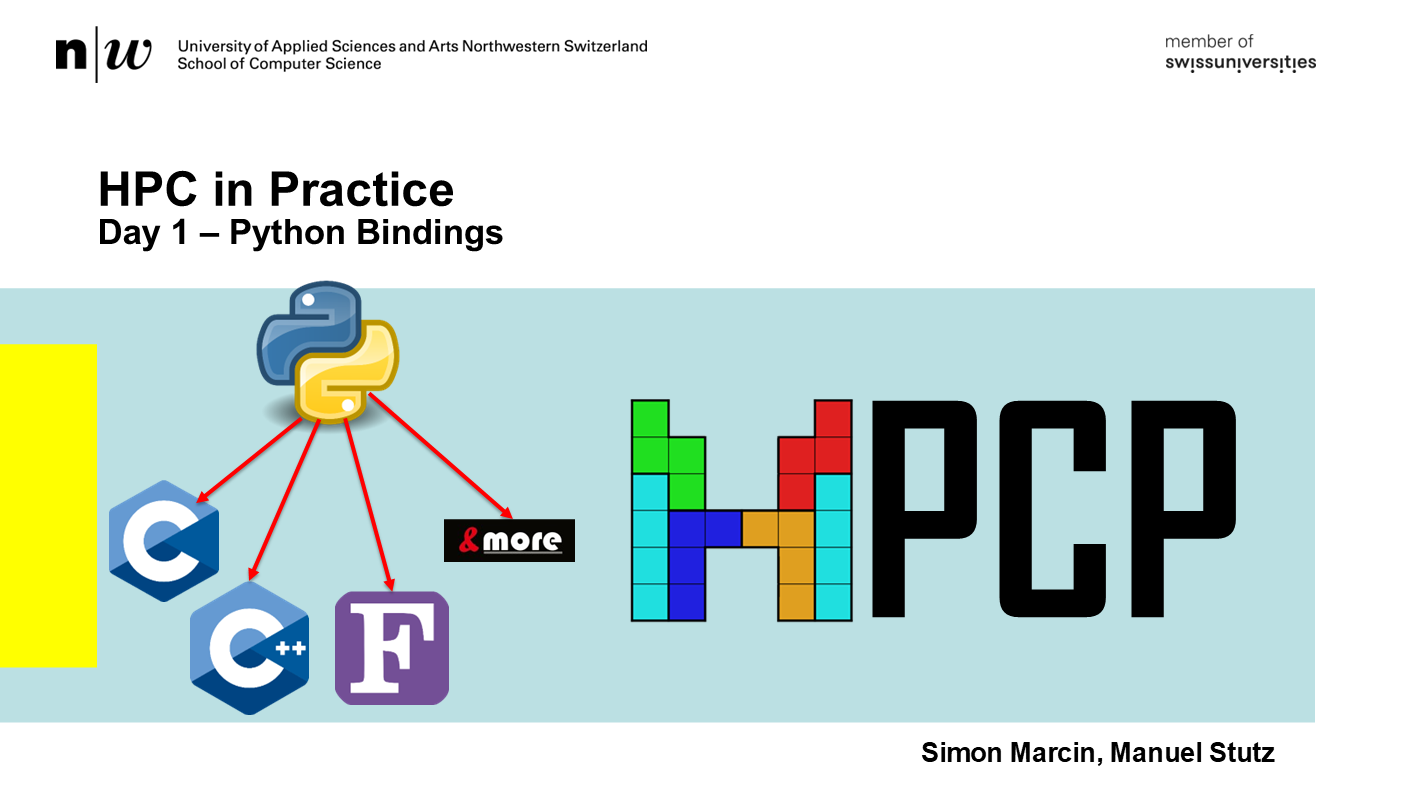 n|w University of Applied Sciences and Arts Northwestern Switzerland
School of Computer Science
member of
swissuniversities
HPC in Practice
Day 1 – Python Bindings
C
C++
F
&more
HPCP
Simon Marcin, Manuel Stutz